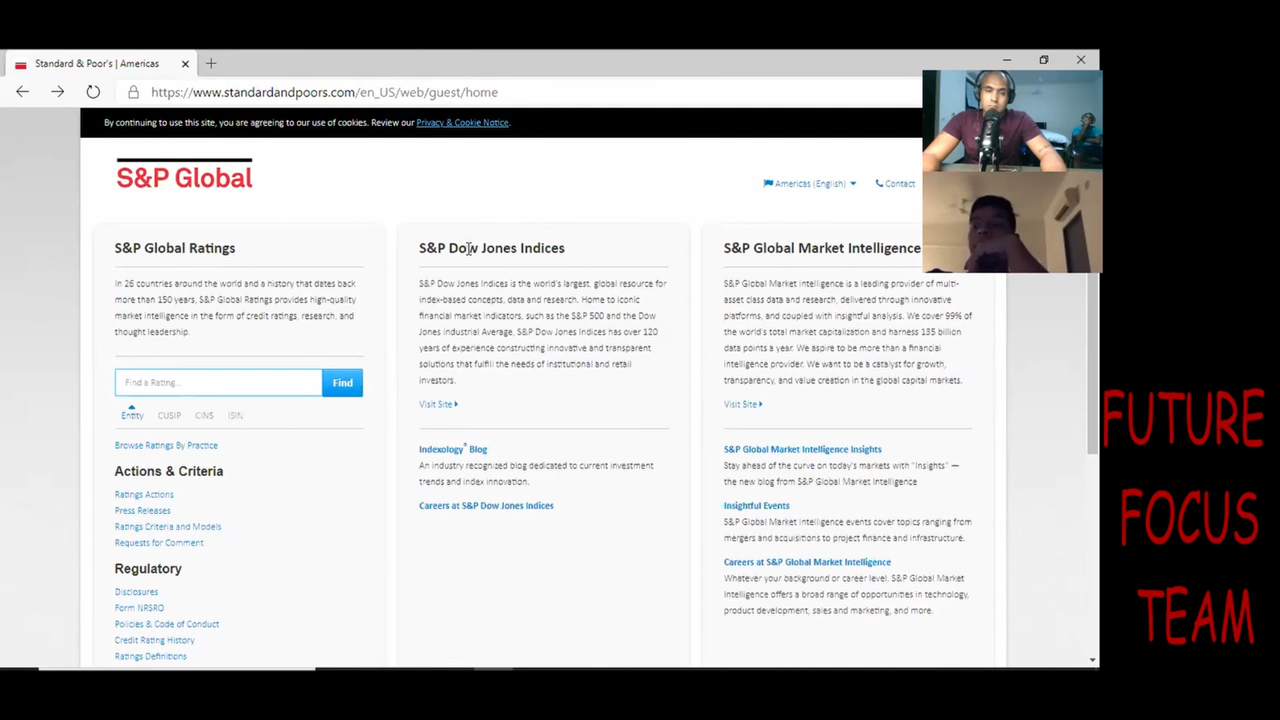 Standard & Poor's | Americas
https://www.standardandpoors.com/en_US/web/guest/home
By continuing to use this site, you are agreeing to our use of cookies. Review our Privacy & Cookie Notice.
S&P Global
Americas (English)
Contact
S&P Global Ratings
In 26 countries around the world and a history that dates back
more than 150 years, S&P Global Ratings provides high-quality
market intelligence in the form of credit ratings, research, and
thought leadership.
Find a Rating...
Find
Entity CUSIP CINS ISIN
Browse Ratings By Practice
Actions & Criteria
Ratings Actions
Press Releases
Ratings Criteria and Models
Requests for Comment
Regulatory
Disclosures
Form NRSRO
Policies & Code of Conduct
Credit Rating History
Ratings Definitions
S&P Dow Jones Indices
S&P Dow Jones Indices is the world's largest, global resource for
index-based concepts, data and research. Home to iconic
financial market indicators, such as the S&P 500 and the Dow
Jones Industrial Average, S&P Dow Jones Indices has over 120
years of experience constructing innovative and transparent
solutions that fulfill the needs of institutional and retail
investors.
Visit Site
Indexology® Blog
An industry recognized blog dedicated to current investment
trends and index innovation.
Careers at S&P Dow Jones Indices
S&P Global Market Intelligence
S&P Global Market Intelligence is a leading provider of multi-
asset class data and research, delivered through innovative
platforms, and coupled with insightful analysis. We cover 99% of
the world's total market capitalization and harness 135 billion
data points a year. We aspire to be more than a financial
intelligence provider. We want to be a catalyst for growth,
transparency, and value creation in the global capital markets.
Visit Site
S&P Global Market Intelligence Insights
Stay ahead of the curve on today's markets with "Insights" —
the new blog from S&P Global Market Intelligence
Insightful Events
S&P Global Market Intelligence events cover topics ranging from
mergers and acquisitions to project finance and infrastructure.
Careers at S&P Global Market Intelligence
Whatever your background or career level, S&P Global Market
Intelligence offers a broad range of opportunities in technology,
product development, sales and marketing, and more.
FUTURE
FOCUS
TEAM